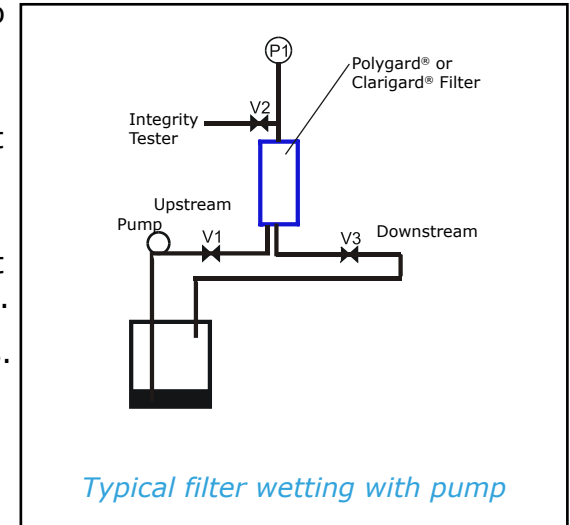 P1
Polygard® or
Clarigard® Filter
V2
Integrity
Tester
Upstream
Pump
V1
V3
Downstream
Typical filter wetting with pump